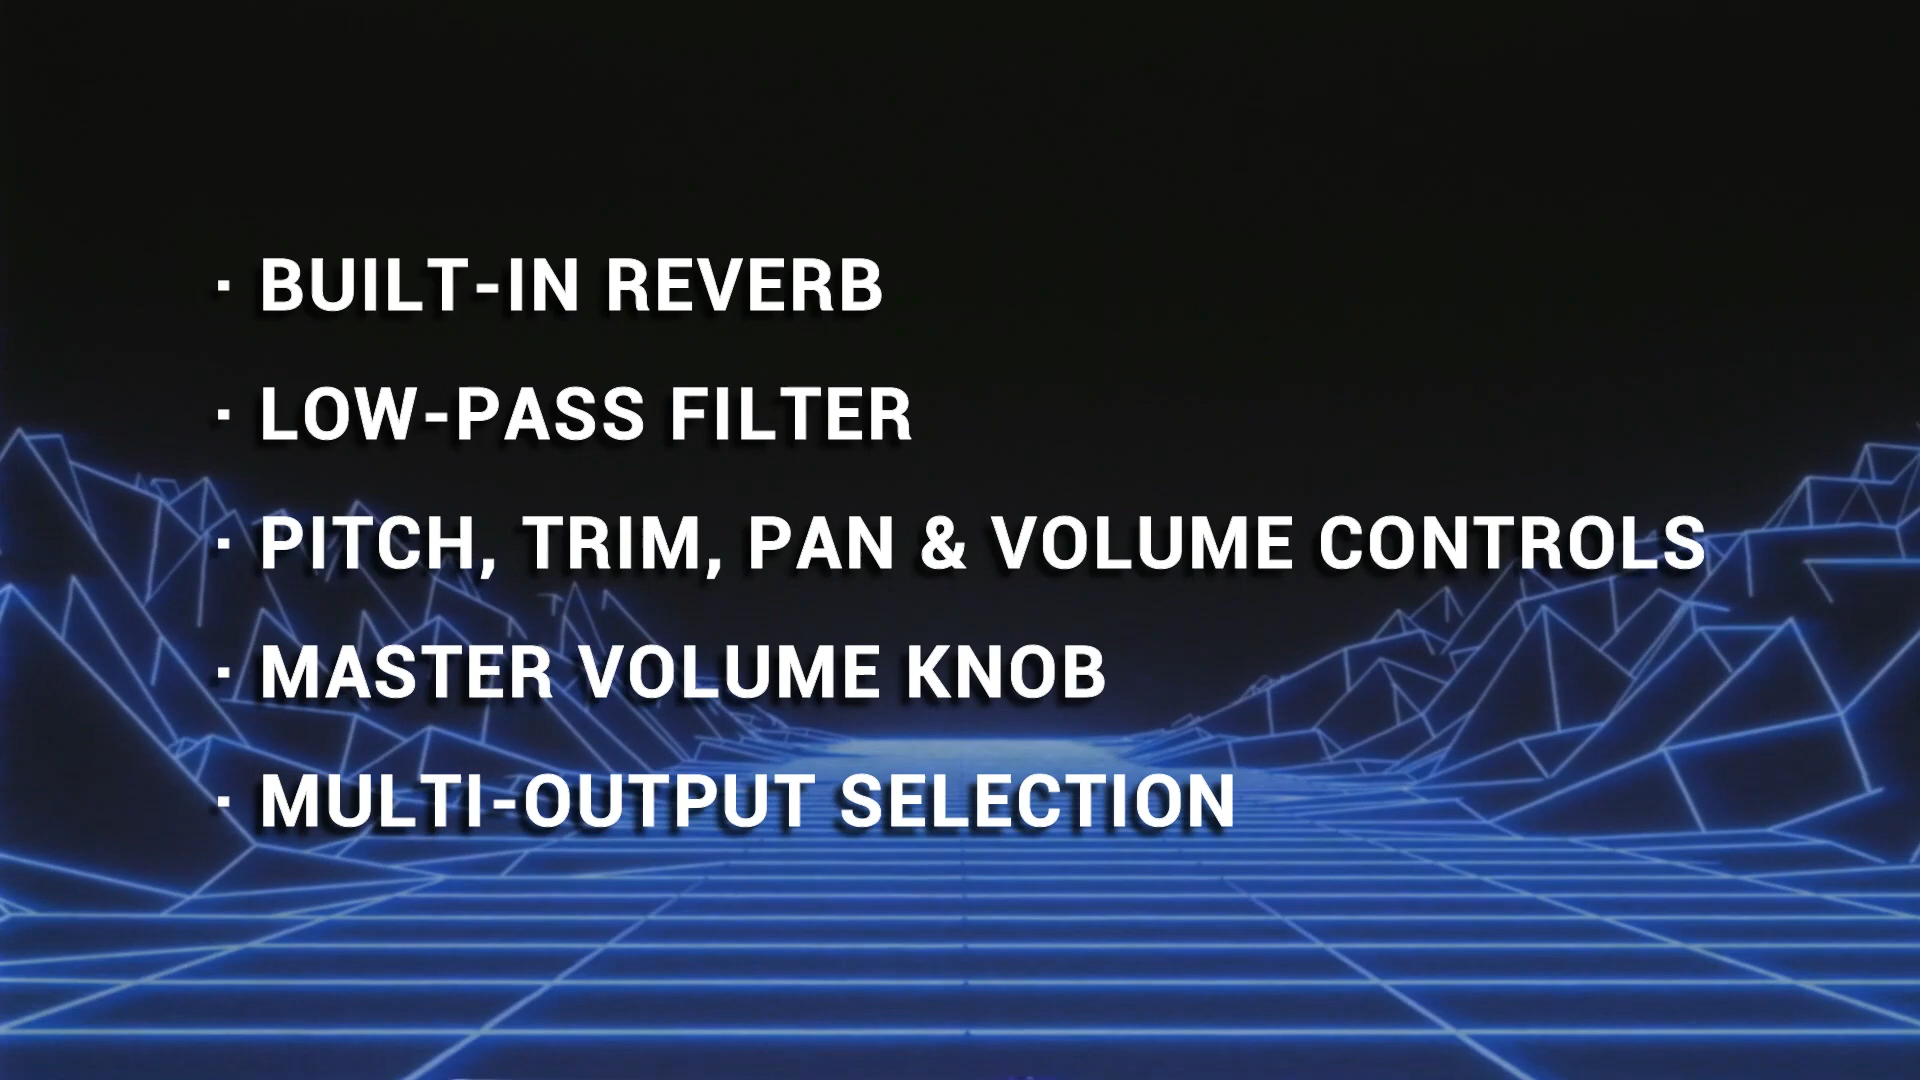 · BUILT-IN REVERB
· LOW-PASS FILTER
· PITCH, TRIM, PAN & VOLUME CONTROLS
· MASTER VOLUME KNOB
· MULTI-OUTPUT SELECTION